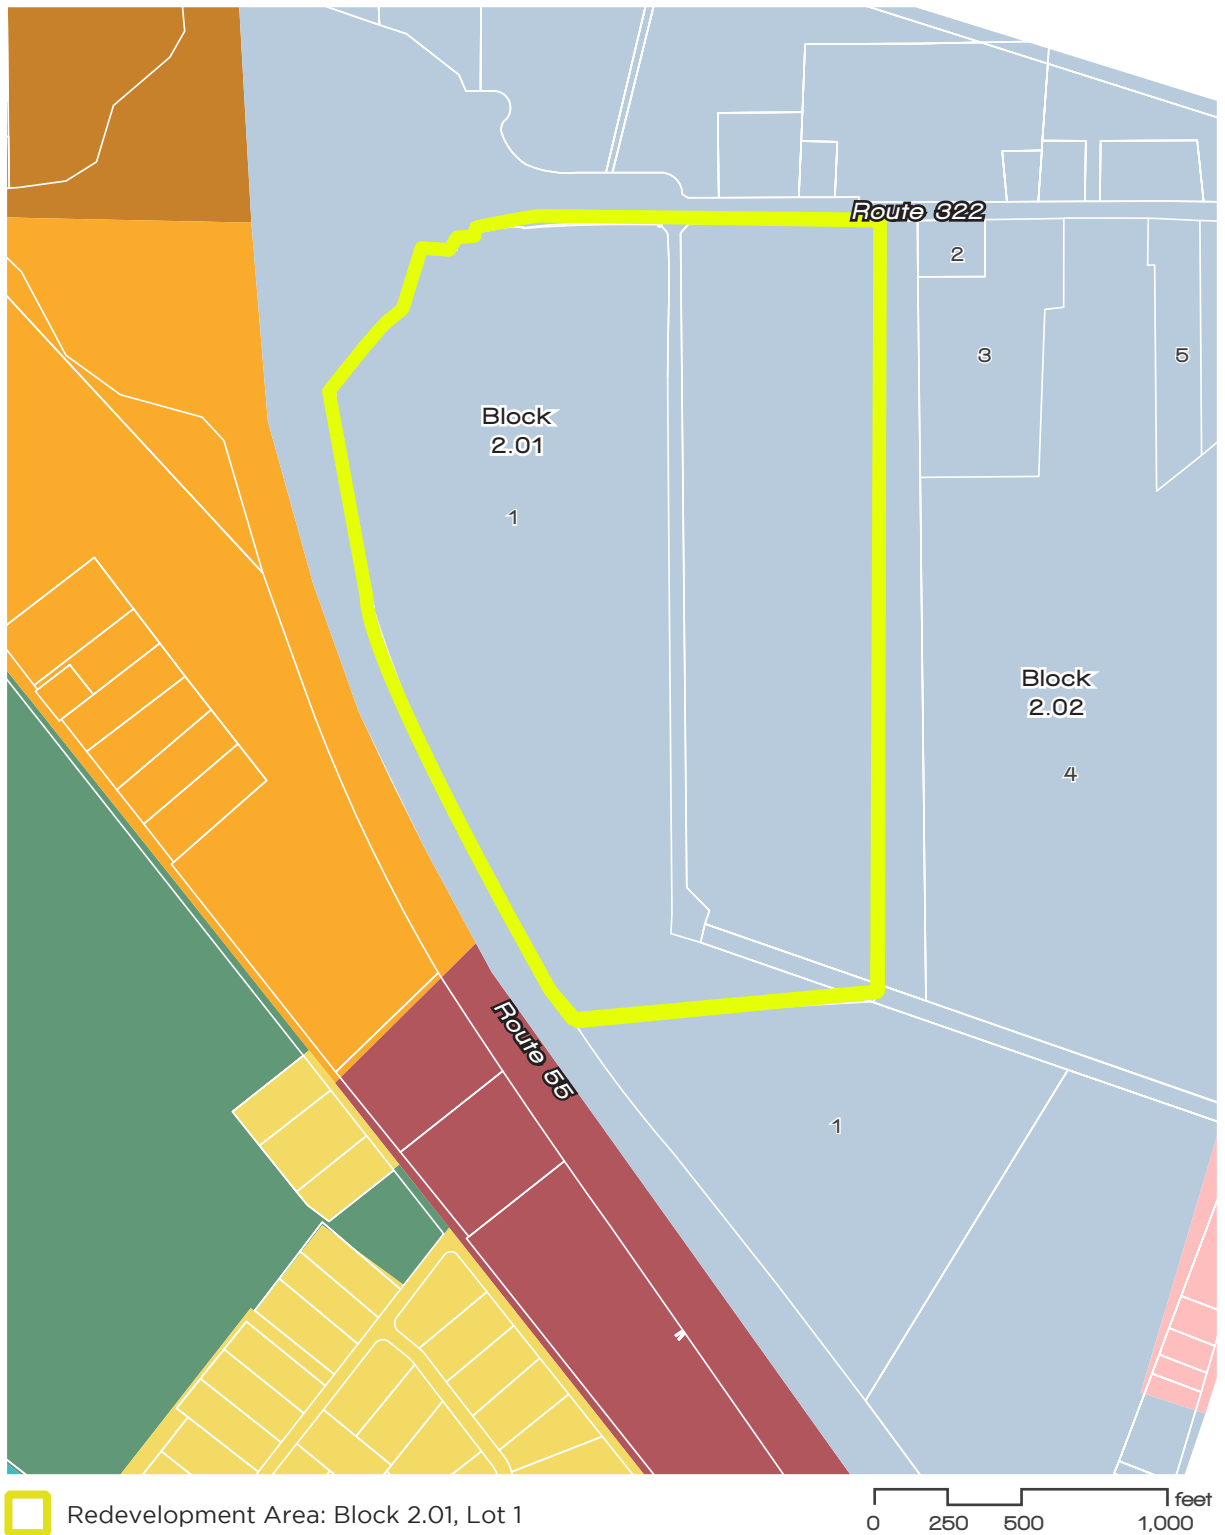 Route 322
2
3
5
Block
2.01
1
Block
2.02
4
Route 55
1
Redevelopment Area: Block 2.01, Lot 1
feet
0 250 500 1,000